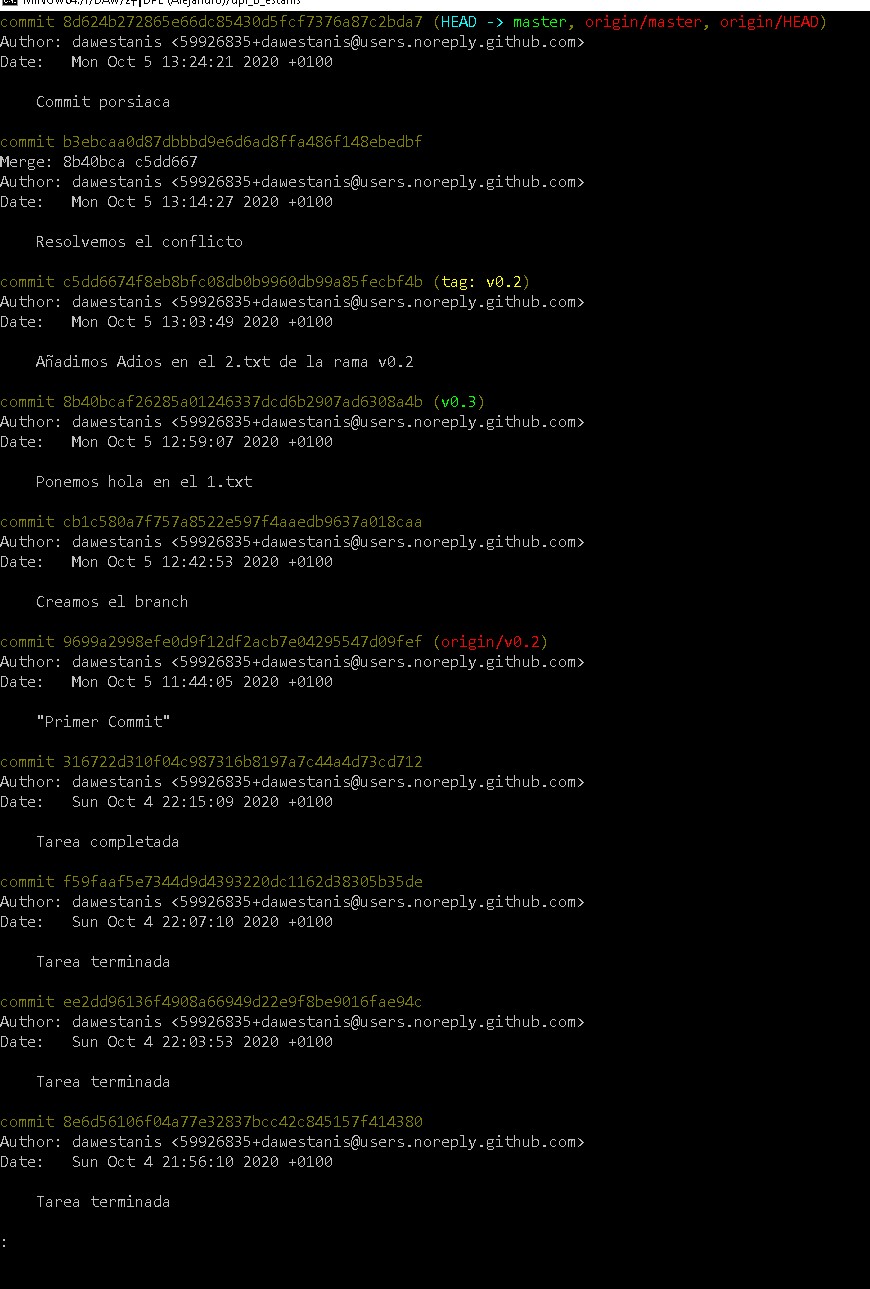 commit 8d624b272865e66dc85430d5fcf7376a87c2bda7 (HEAD -> master, origin/master, origin/HEAD)
Author: dawestanis <59926835+dawestanis@users.noreply.github.com>
Date:   Mon Oct 5 13:24:21 2020 +0100
Commit porsiaca
commit b3ebcaa0d87dbbbd9e6d6ad8ffa486f148ebedbf
Merge: 8b40bca c5dd667
Author: dawestanis <59926835+dawestanis@users.noreply.github.com>
Date:   Mon Oct 5 13:14:27 2020 +0100
Resolvemos el conflicto
commit c5dd6674f8eb8bfc08db0b9960db99a85fecbf4b (tag: v0.2)
Author: dawestanis <59926835+dawestanis@users.noreply.github.com>
Date:   Mon Oct 5 13:03:49 2020 +0100
Añadimos Adios en el 2.txt de la rama v0.2
commit 8b40bcaf26285a01246337dcd6b2907ad6308a4b (v0.3)
Author: dawestanis <59926835+dawestanis@users.noreply.github.com>
Date:   Mon Oct 5 12:59:07 2020 +0100
Ponemos hola en el 1.txt
commit cb1c580a7f757a8522e597f4aaedb9637a018caa
Author: dawestanis <59926835+dawestanis@users.noreply.github.com>
Date:   Mon Oct 5 12:42:53 2020 +0100
Creamos el branch
commit 9699a2998efe0d9f12df2acb7e04295547d09fef (origin/v0.2)
Author: dawestanis <59926835+dawestanis@users.noreply.github.com>
Date:   Mon Oct 5 11:44:05 2020 +0100
"Primer Commit"
commit 316722d310f04c987316b8197a7c44a4d73cd712
Author: dawestanis <59926835+dawestanis@users.noreply.github.com>
Date:   Sun Oct 4 22:15:09 2020 +0100
Tarea completada
commit f59faaf5e7344d9d4393220dc1162d38305b35de
Author: dawestanis <59926835+dawestanis@users.noreply.github.com>
Date:   Sun Oct 4 22:07:10 2020 +0100
Tarea terminada
commit ee2dd96136f4908a66949d22e9f8be9016fae94c
Author: dawestanis <59926835+dawestanis@users.noreply.github.com>
Date:   Sun Oct 4 22:03:53 2020 +0100
Tarea terminada
commit 8e6d56106f04a77e32837bcc42c845157f414380
Author: dawestanis <59926835+dawestanis@users.noreply.github.com>
Date:   Sun Oct 4 21:56:10 2020 +0100
Tarea terminada
: